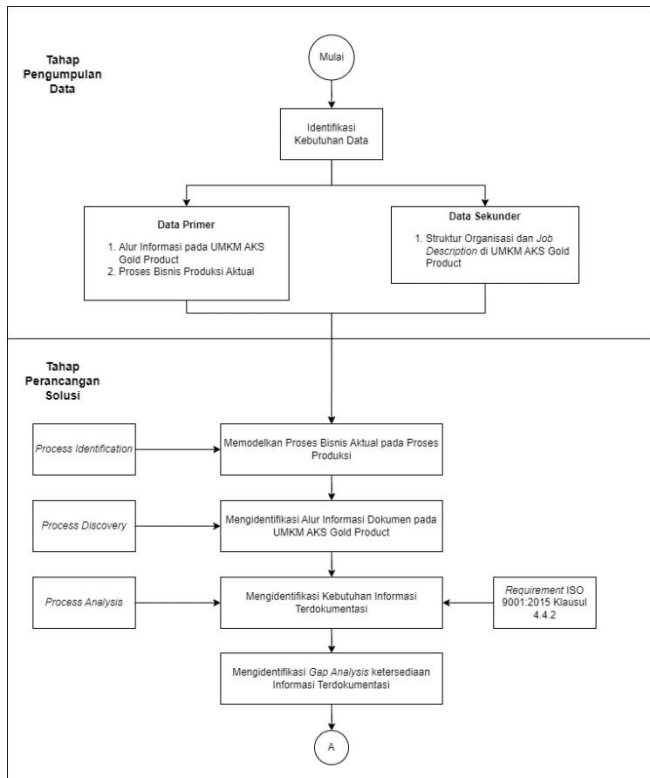 Tahap
Pengumpulan
Data
Mulai
Identifikasi
Kebutuhan Data
Data Primer
1. Alur Informasi pada UMKM AKS
Gold Product
2. Proses Bisnis Produksi Aktual
Data Sekunder
1. Struktur Organisasi dan Job
Description di UMKM AKS Gold
Product
Tahap
Perancangan
Solusi
Process Identification
Memodelkan Proses Bisnis Aktual pada Proses
Produksi
Process Discovery
Mengidentifikasi Alur Informasi Dokumen pada
UMKM AKS Gold Product
Process Analysis
Mengidentifikasi Kebutuhan Informasi
Terdokumentasi
Requirement ISO
9001:2015 Klausul
4.4.2
Mengidentifikasi Gap Analysis ketersediaan
Informasi Terdokumentasi
A